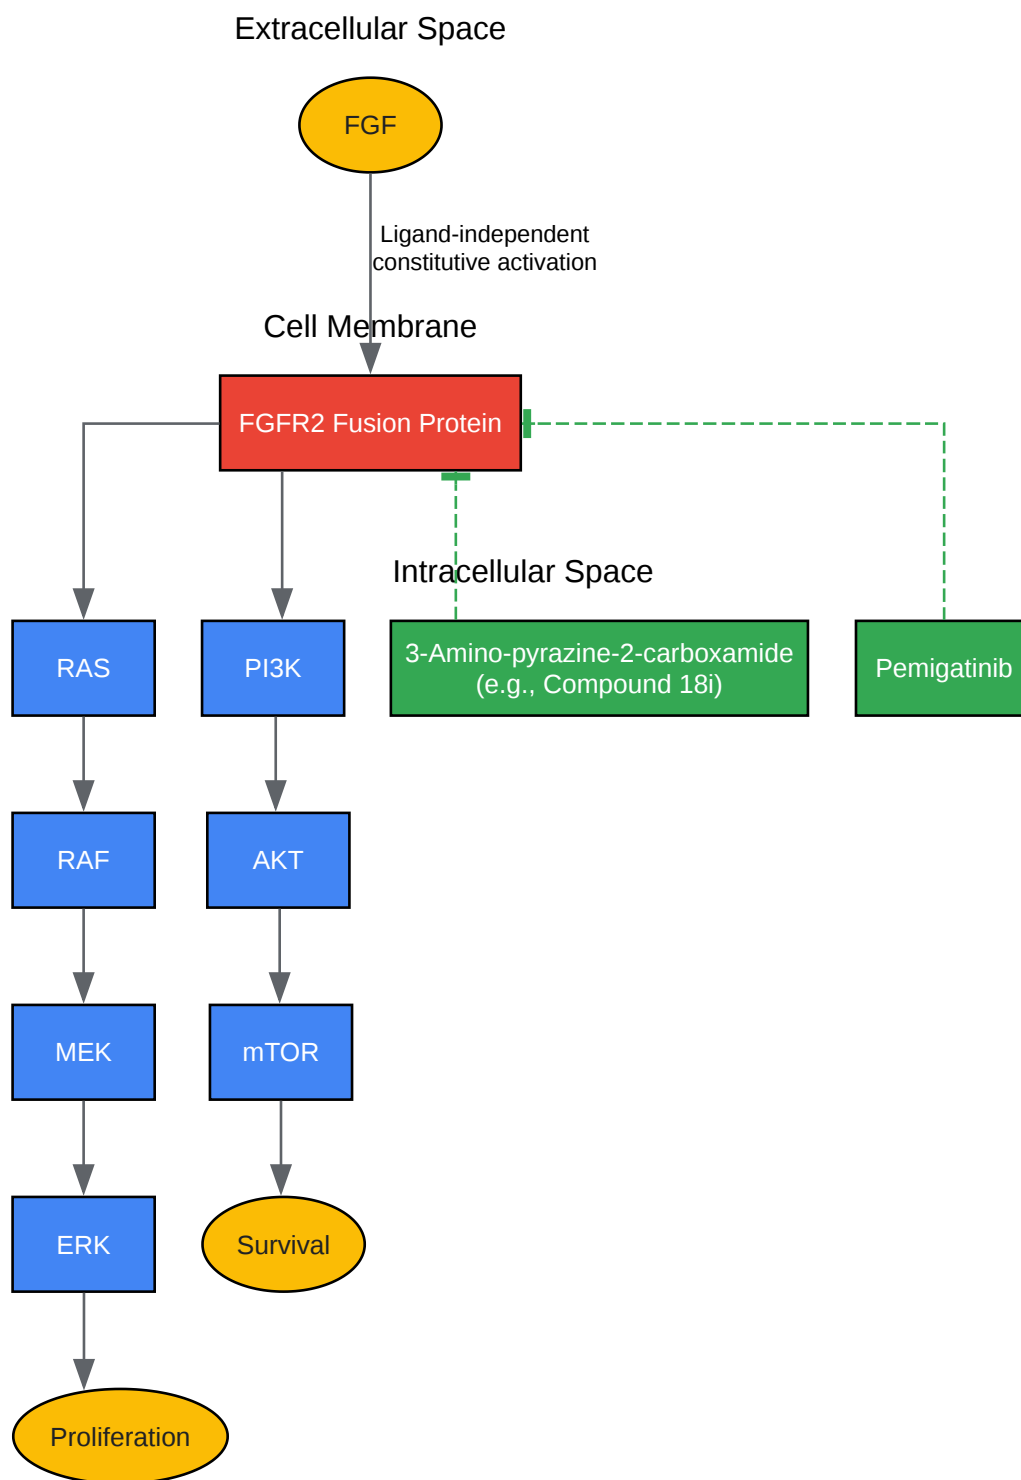 Extracellular Space
FGF
Ligand-independent
constitutive activation
Cell Membrane
FGFR2 Fusion Protein
Intracellular Space
RAS
PI3K
3-Amino-pyrazine-2-carboxamide
(e.g., Compound 18i)
Pemigatinib
RAF
AKT
MEK
mTOR
ERK
Survival
Proliferation